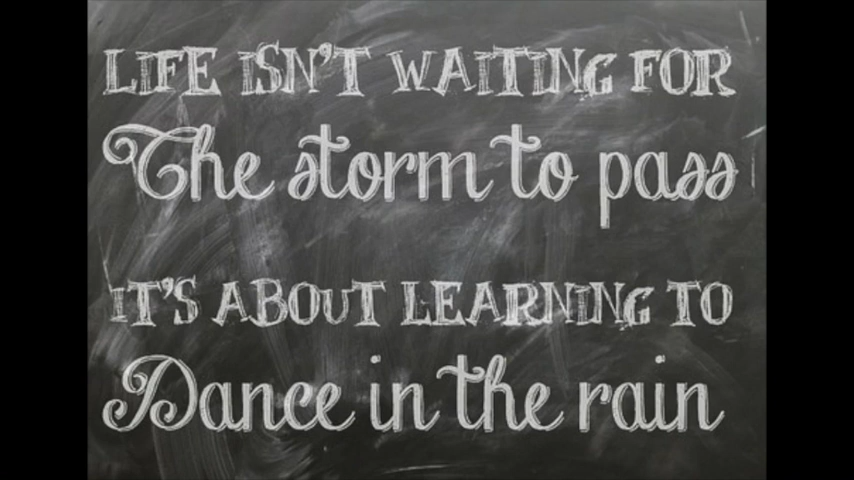 LIFE ISN'T WAITING FOR
The storm to pass
IT'S ABOUT LEARNING TO
Dance in the rain